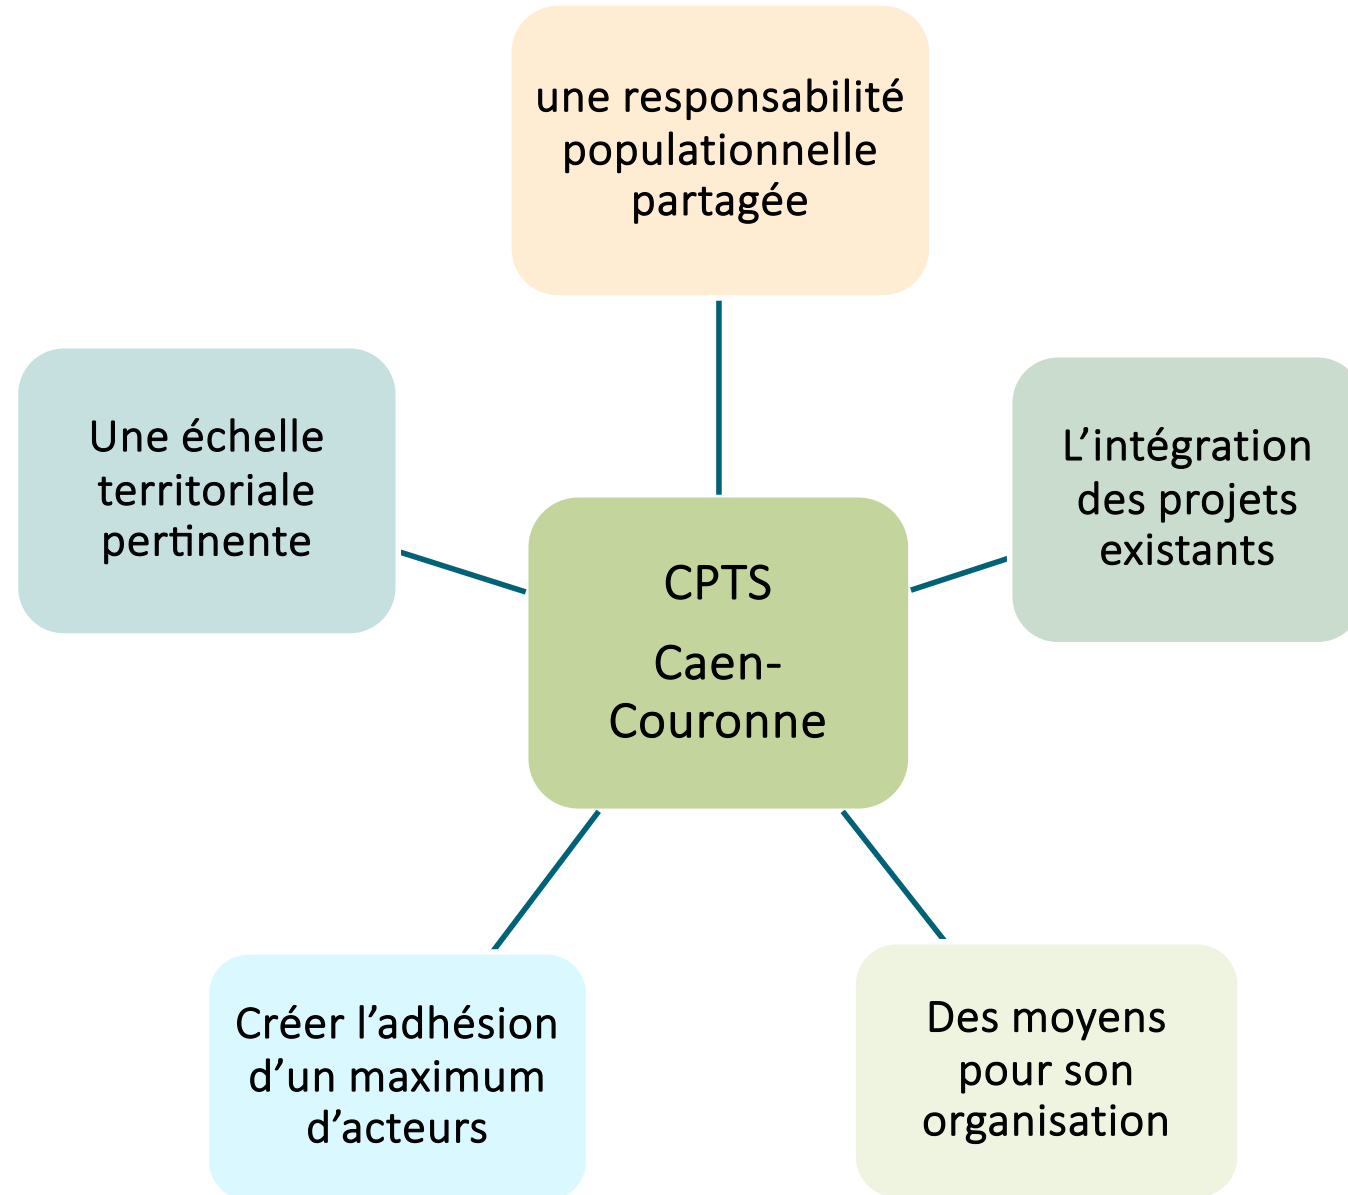 une responsabilité
populationnelle
partagée
Une échelle
territoriale
pertinente
L’intégration
des projets
existants
CPTS
Caen-
Couronne
Créer l’adhésion
d’un maximum
d’acteurs
Des moyens
pour son
organisation